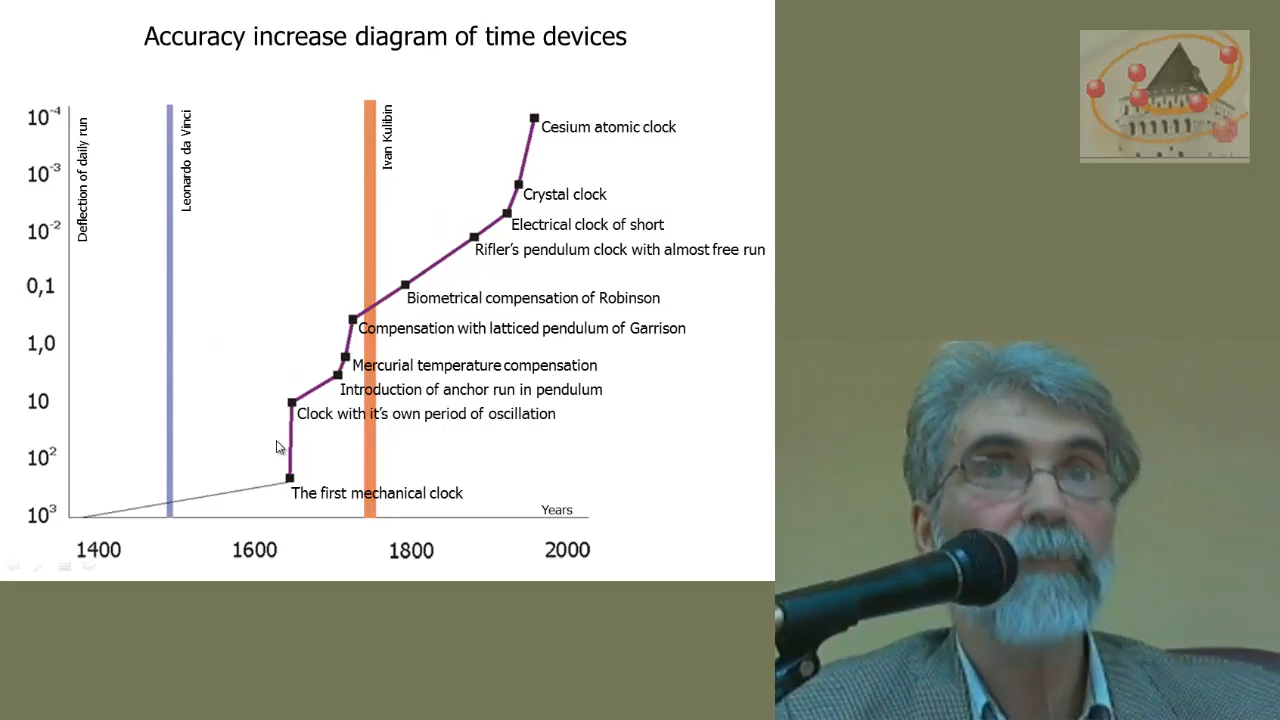 Accuracy increase diagram of time devices
10⁻⁴
10⁻³
10⁻²
0,1
1,0
10
10²
10³
Deflection of daily run
Leonardo da Vinci
Ivan Kulibin
Cesium atomic clock
Crystal clock
Electrical clock of short
Rifler's pendulum clock with almost free run
Biometrical compensation of Robinson
Compensation with latticed pendulum of Garrison
Mercurial temperature compensation
Introduction of anchor run in pendulum
Clock with it's own period of oscillation
The first mechanical clock
Years
1400
1600
1800
2000